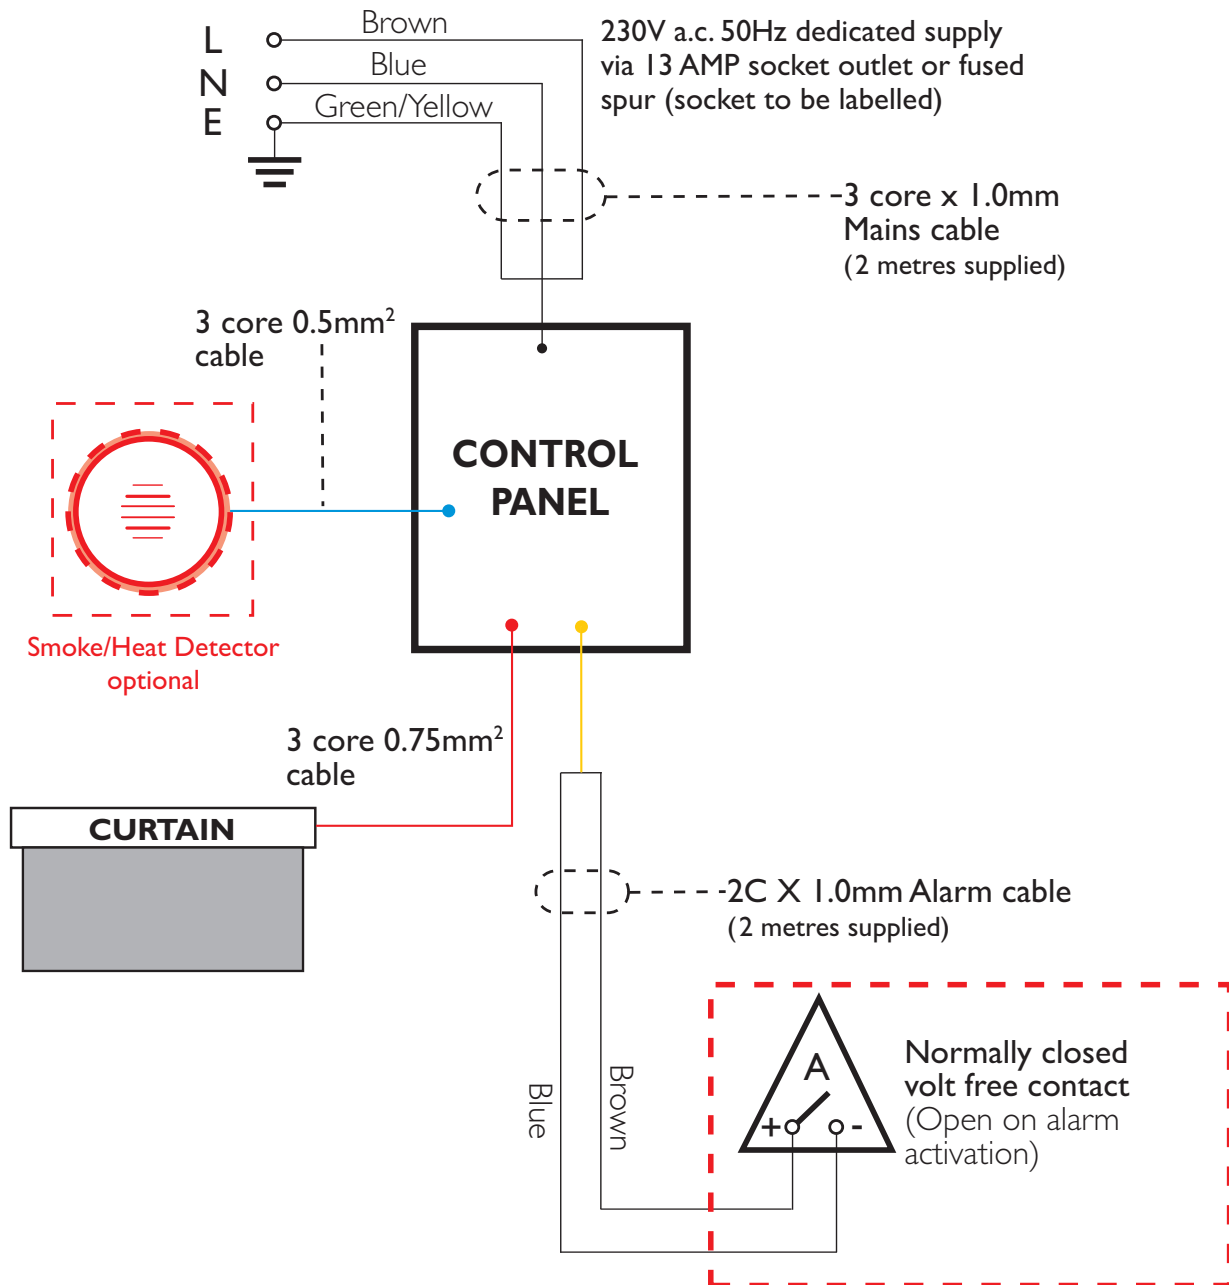 L
Brown
N
Blue
E
Green/Yellow
230V a.c. 50Hz dedicated supply
via 13 AMP socket outlet or fused
spur (socket to be labelled)
3 core x 1.0mm
Mains cable
(2 metres supplied)
3 core 0.5mm²
cable
CONTROL
PANEL
Smoke/Heat Detector
optional
3 core 0.75mm²
cable
CURTAIN
2C X 1.0mm Alarm cable
(2 metres supplied)
Blue
Brown
A
+
-
Normally closed
volt free contact
(Open on alarm
activation)